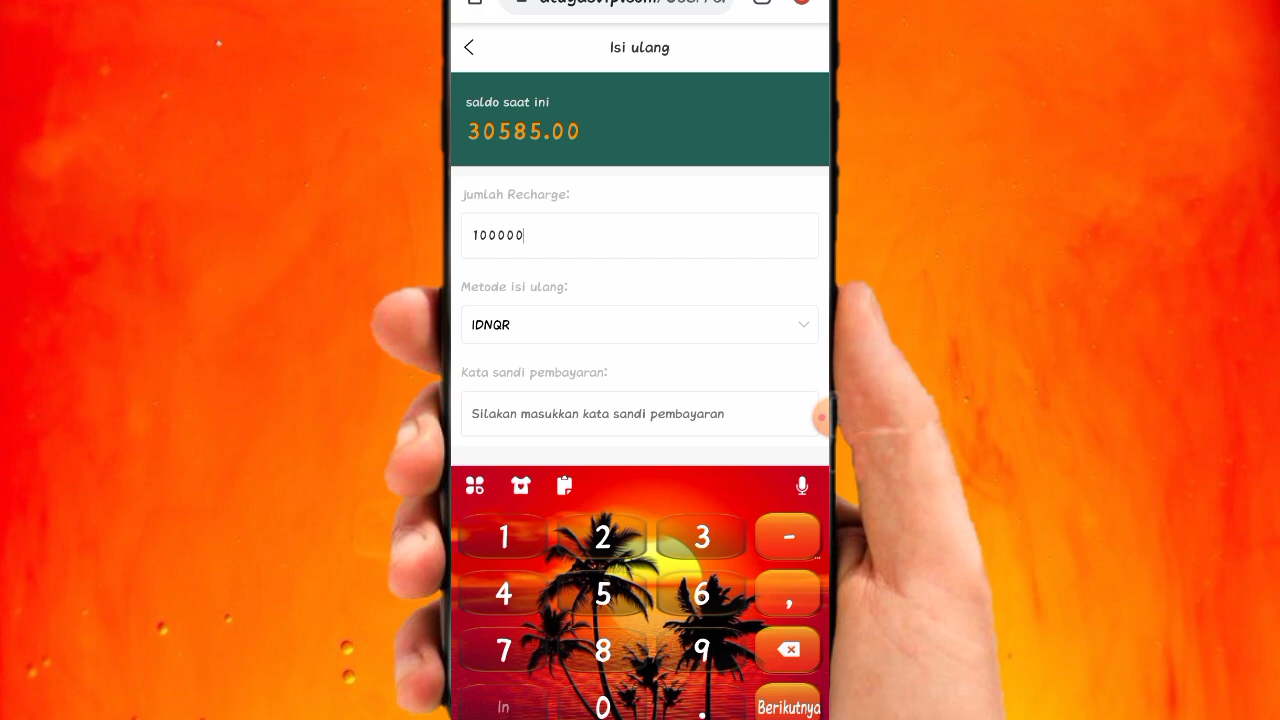 Isi ulang
saldo saat ini
30585.00
Jumlah Recharge:
100000
Metode isi ulang:
IDNQR
Kata sandi pembayaran:
Silakan masukkan kata sandi pembayaran
1 2 3 -
4 5 6 ,
7 8 9
In 0 . Berikutnya